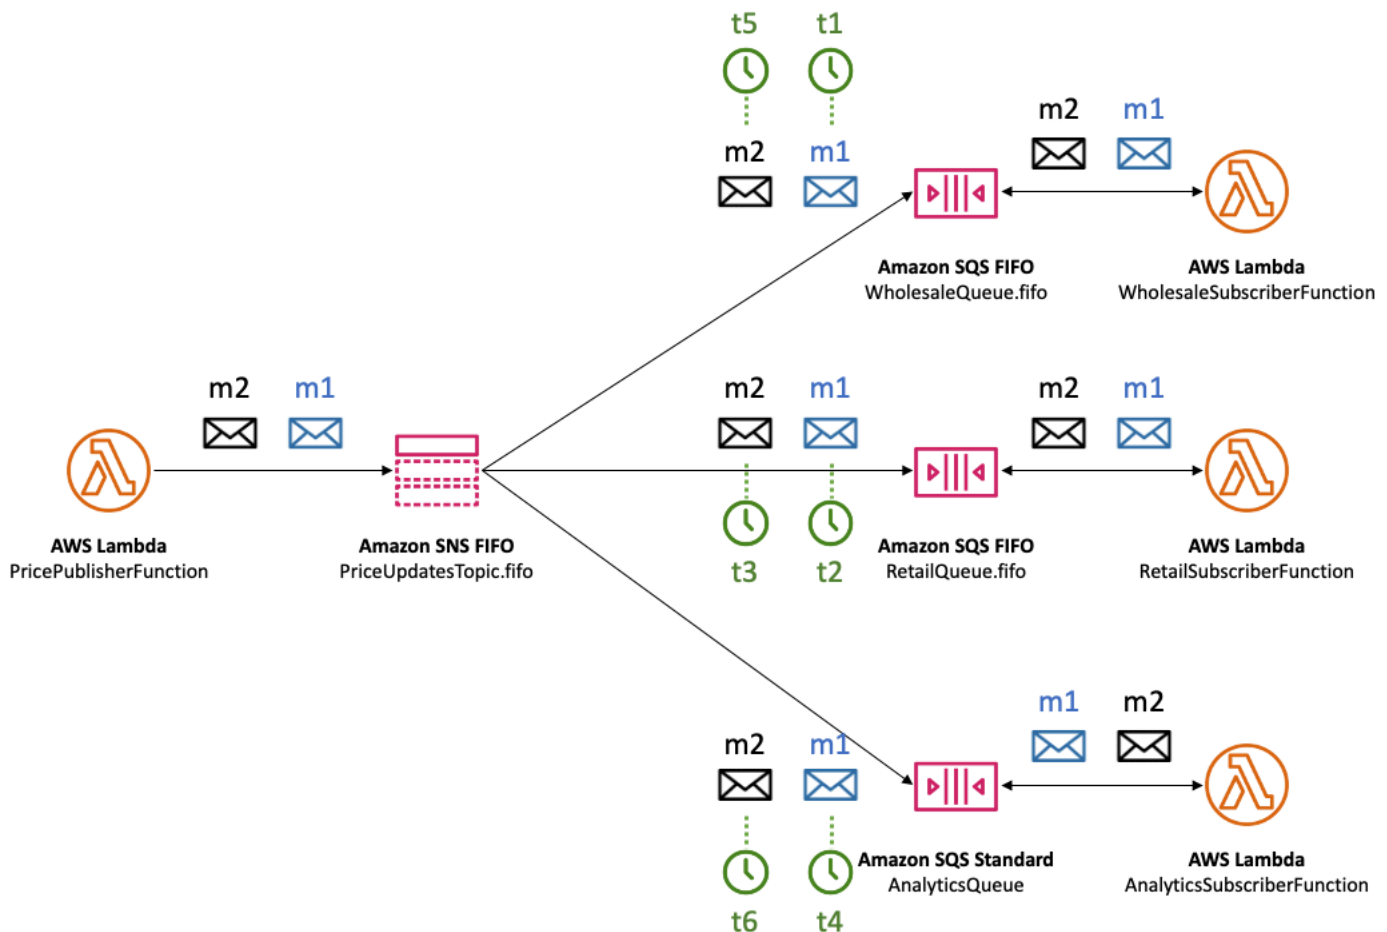 t5 t1
m2 m1
m2 m1
Amazon SQS FIFO
WholesaleQueue.fifo
AWS Lambda
WholesaleSubscriberFunction
m2 m1
AWS Lambda
PricePublisherFunction
Amazon SNS FIFO
PriceUpdatesTopic.fifo
m2 m1
t3 t2
m2 m1
Amazon SQS FIFO
RetailQueue.fifo
AWS Lambda
RetailSubscriberFunction
m2 m1
t6 t4
m1 m2
Amazon SQS Standard
AnalyticsQueue
AWS Lambda
AnalyticsSubscriberFunction